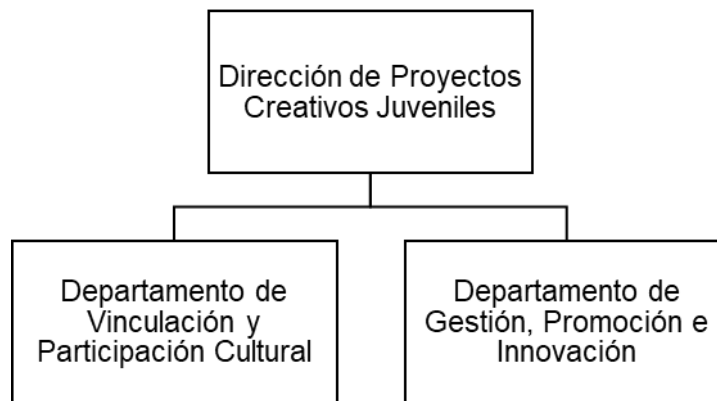 Dirección de Proyectos
Creativos Juveniles
Departamento de
Vinculación y
Participación Cultural
Departamento de
Gestión, Promoción e
Innovación